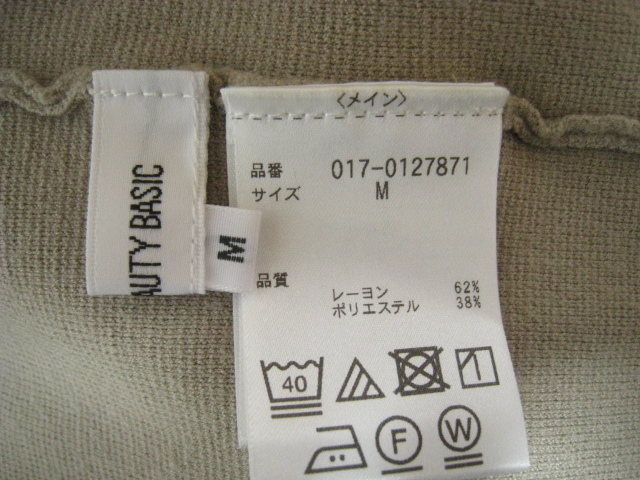 AUTY BASIC
M
〈メイン〉
品番 017-0127871
サイズ M
品質
レーヨン 62%
ポリエステル 38%
40
F
W